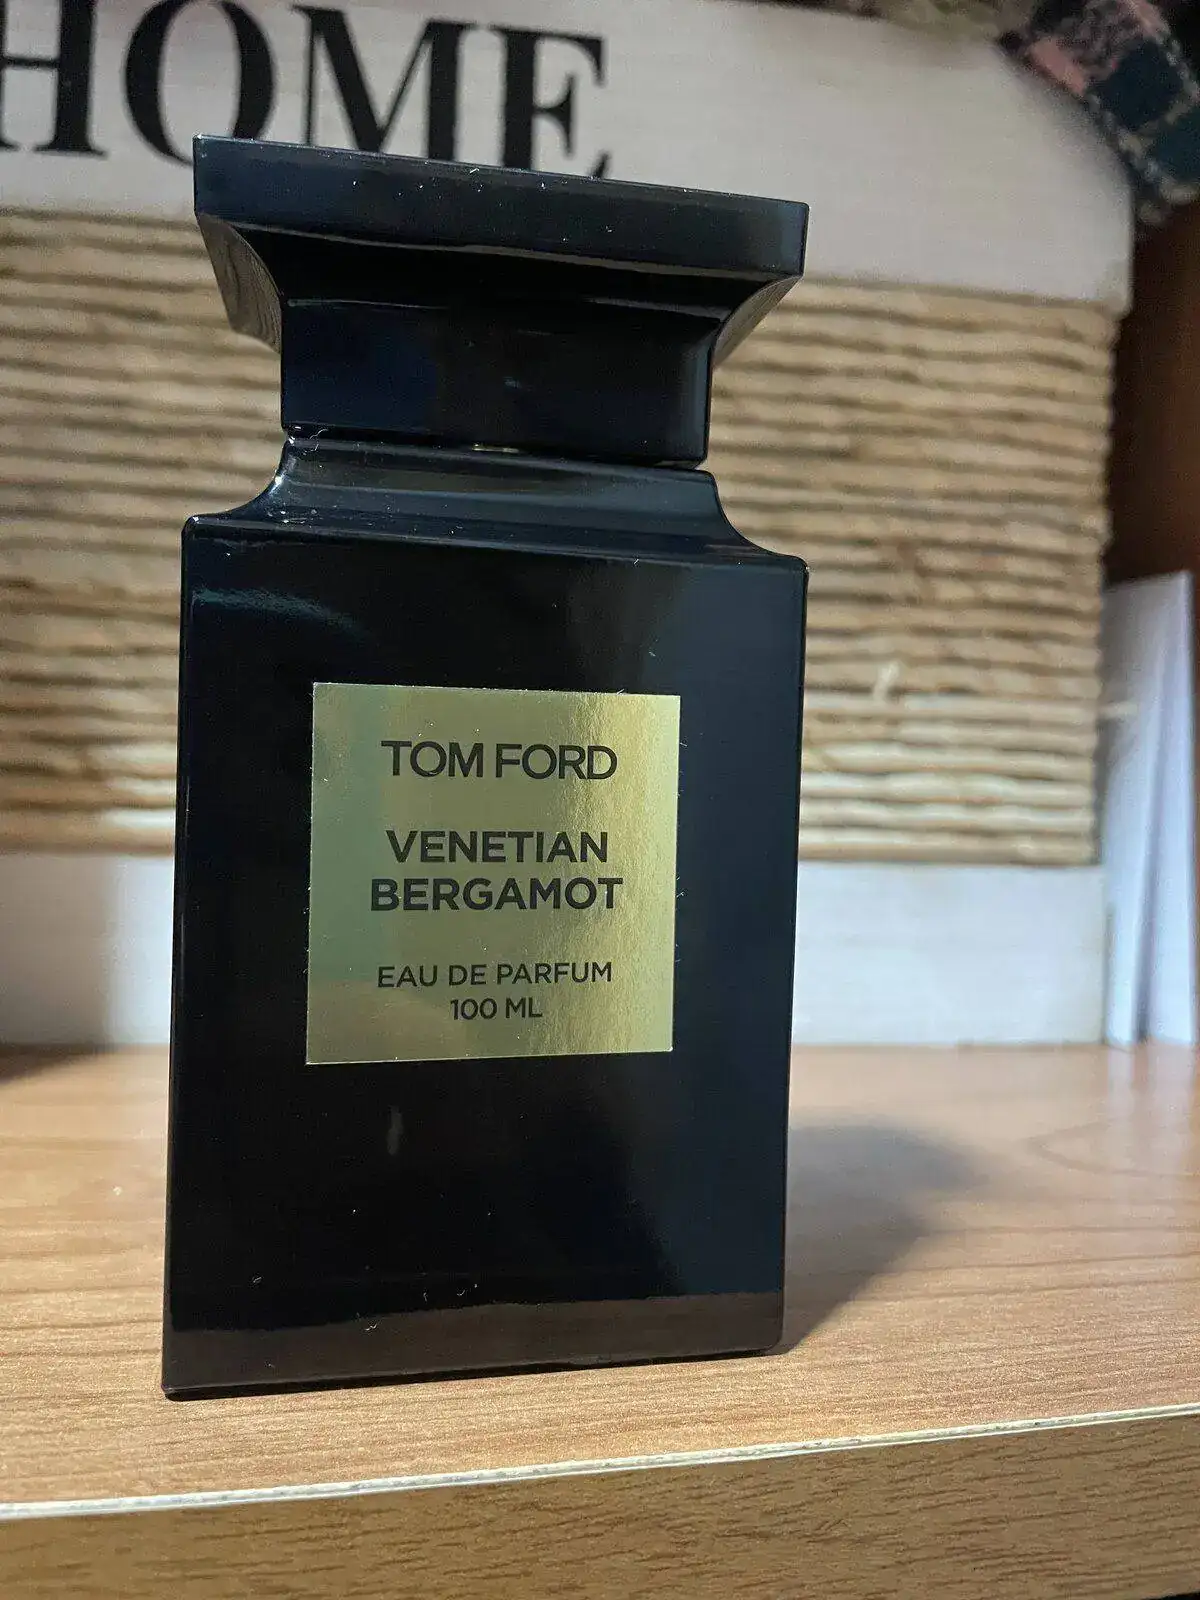 HOME
TOM FORD
VENETIAN
BERGAMOT
EAU DE PARFUM
100 ML